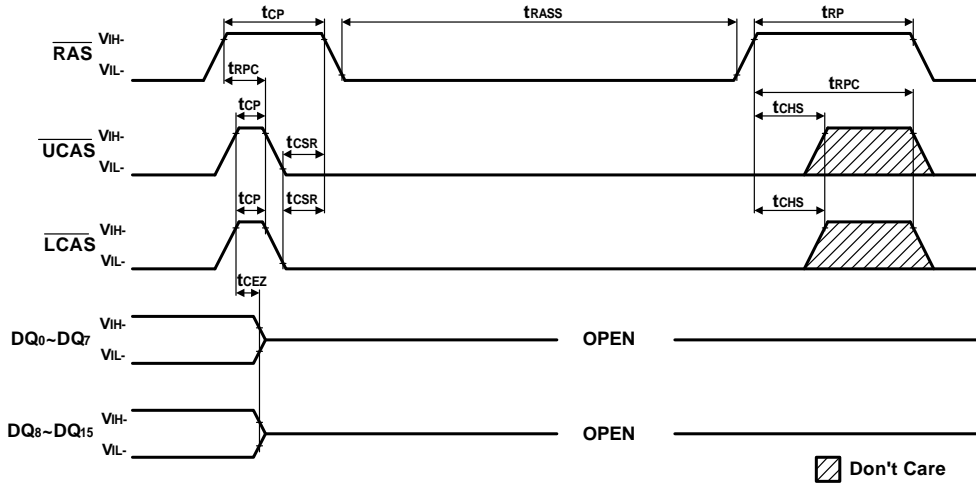 tCP tRASS tRP
RAS VIH-
VIL-
tRPC tRPC
tCP tCHS
UCAS VIH-
VIL-
tCSR
tCP tCSR tCHS
LCAS VIH-
VIL-
tCEZ
DQ0~DQ7 VIH-
VIL-
OPEN
DQ8~DQ15 VIH-
VIL-
OPEN
Don't Care